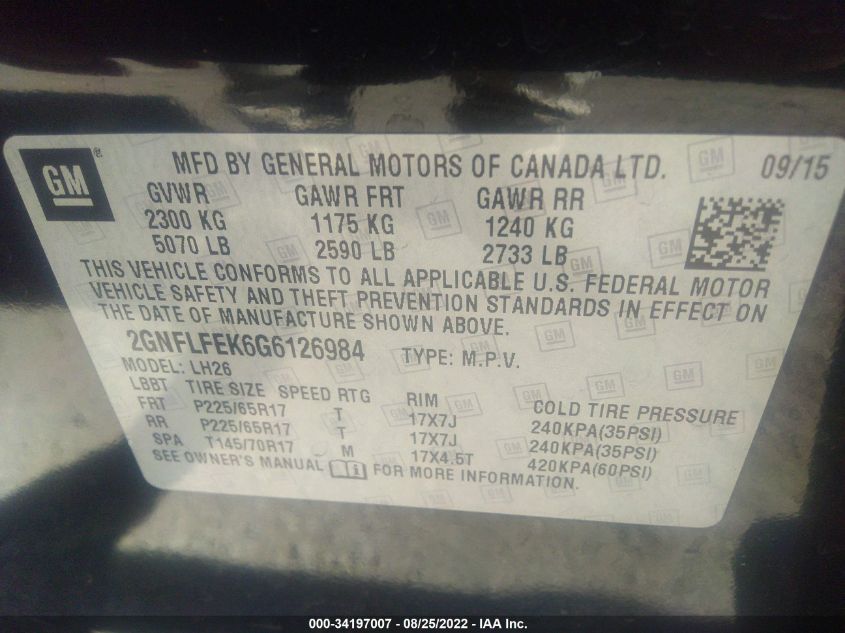 GM® MFD BY GENERAL MOTORS OF CANADA LTD. 09/15
GVWR GAWR FRT GAWR RR
2300 KG 1175 KG 1240 KG
5070 LB 2590 LB 2733 LB
THIS VEHICLE CONFORMS TO ALL APPLICABLE U.S. FEDERAL MOTOR
VEHICLE SAFETY AND THEFT PREVENTION STANDARDS IN EFFECT ON
THE DATE OF MANUFACTURE SHOWN ABOVE.
2GNFLFEK6G6126984 TYPE: M.P.V.
MODEL: LH26
LBBT TIRE SIZE SPEED RTG RIM COLD TIRE PRESSURE
FRT P225/65R17 T 17X7J 240KPA(35PSI)
RR P225/65R17 T 17X7J 240KPA(35PSI)
SPA T145/70R17 M 17X4.5T 420KPA(60PSI)
SEE OWNER'S MANUAL FOR MORE INFORMATION.
000-34197007 - 08/25/2022 - IAA Inc.